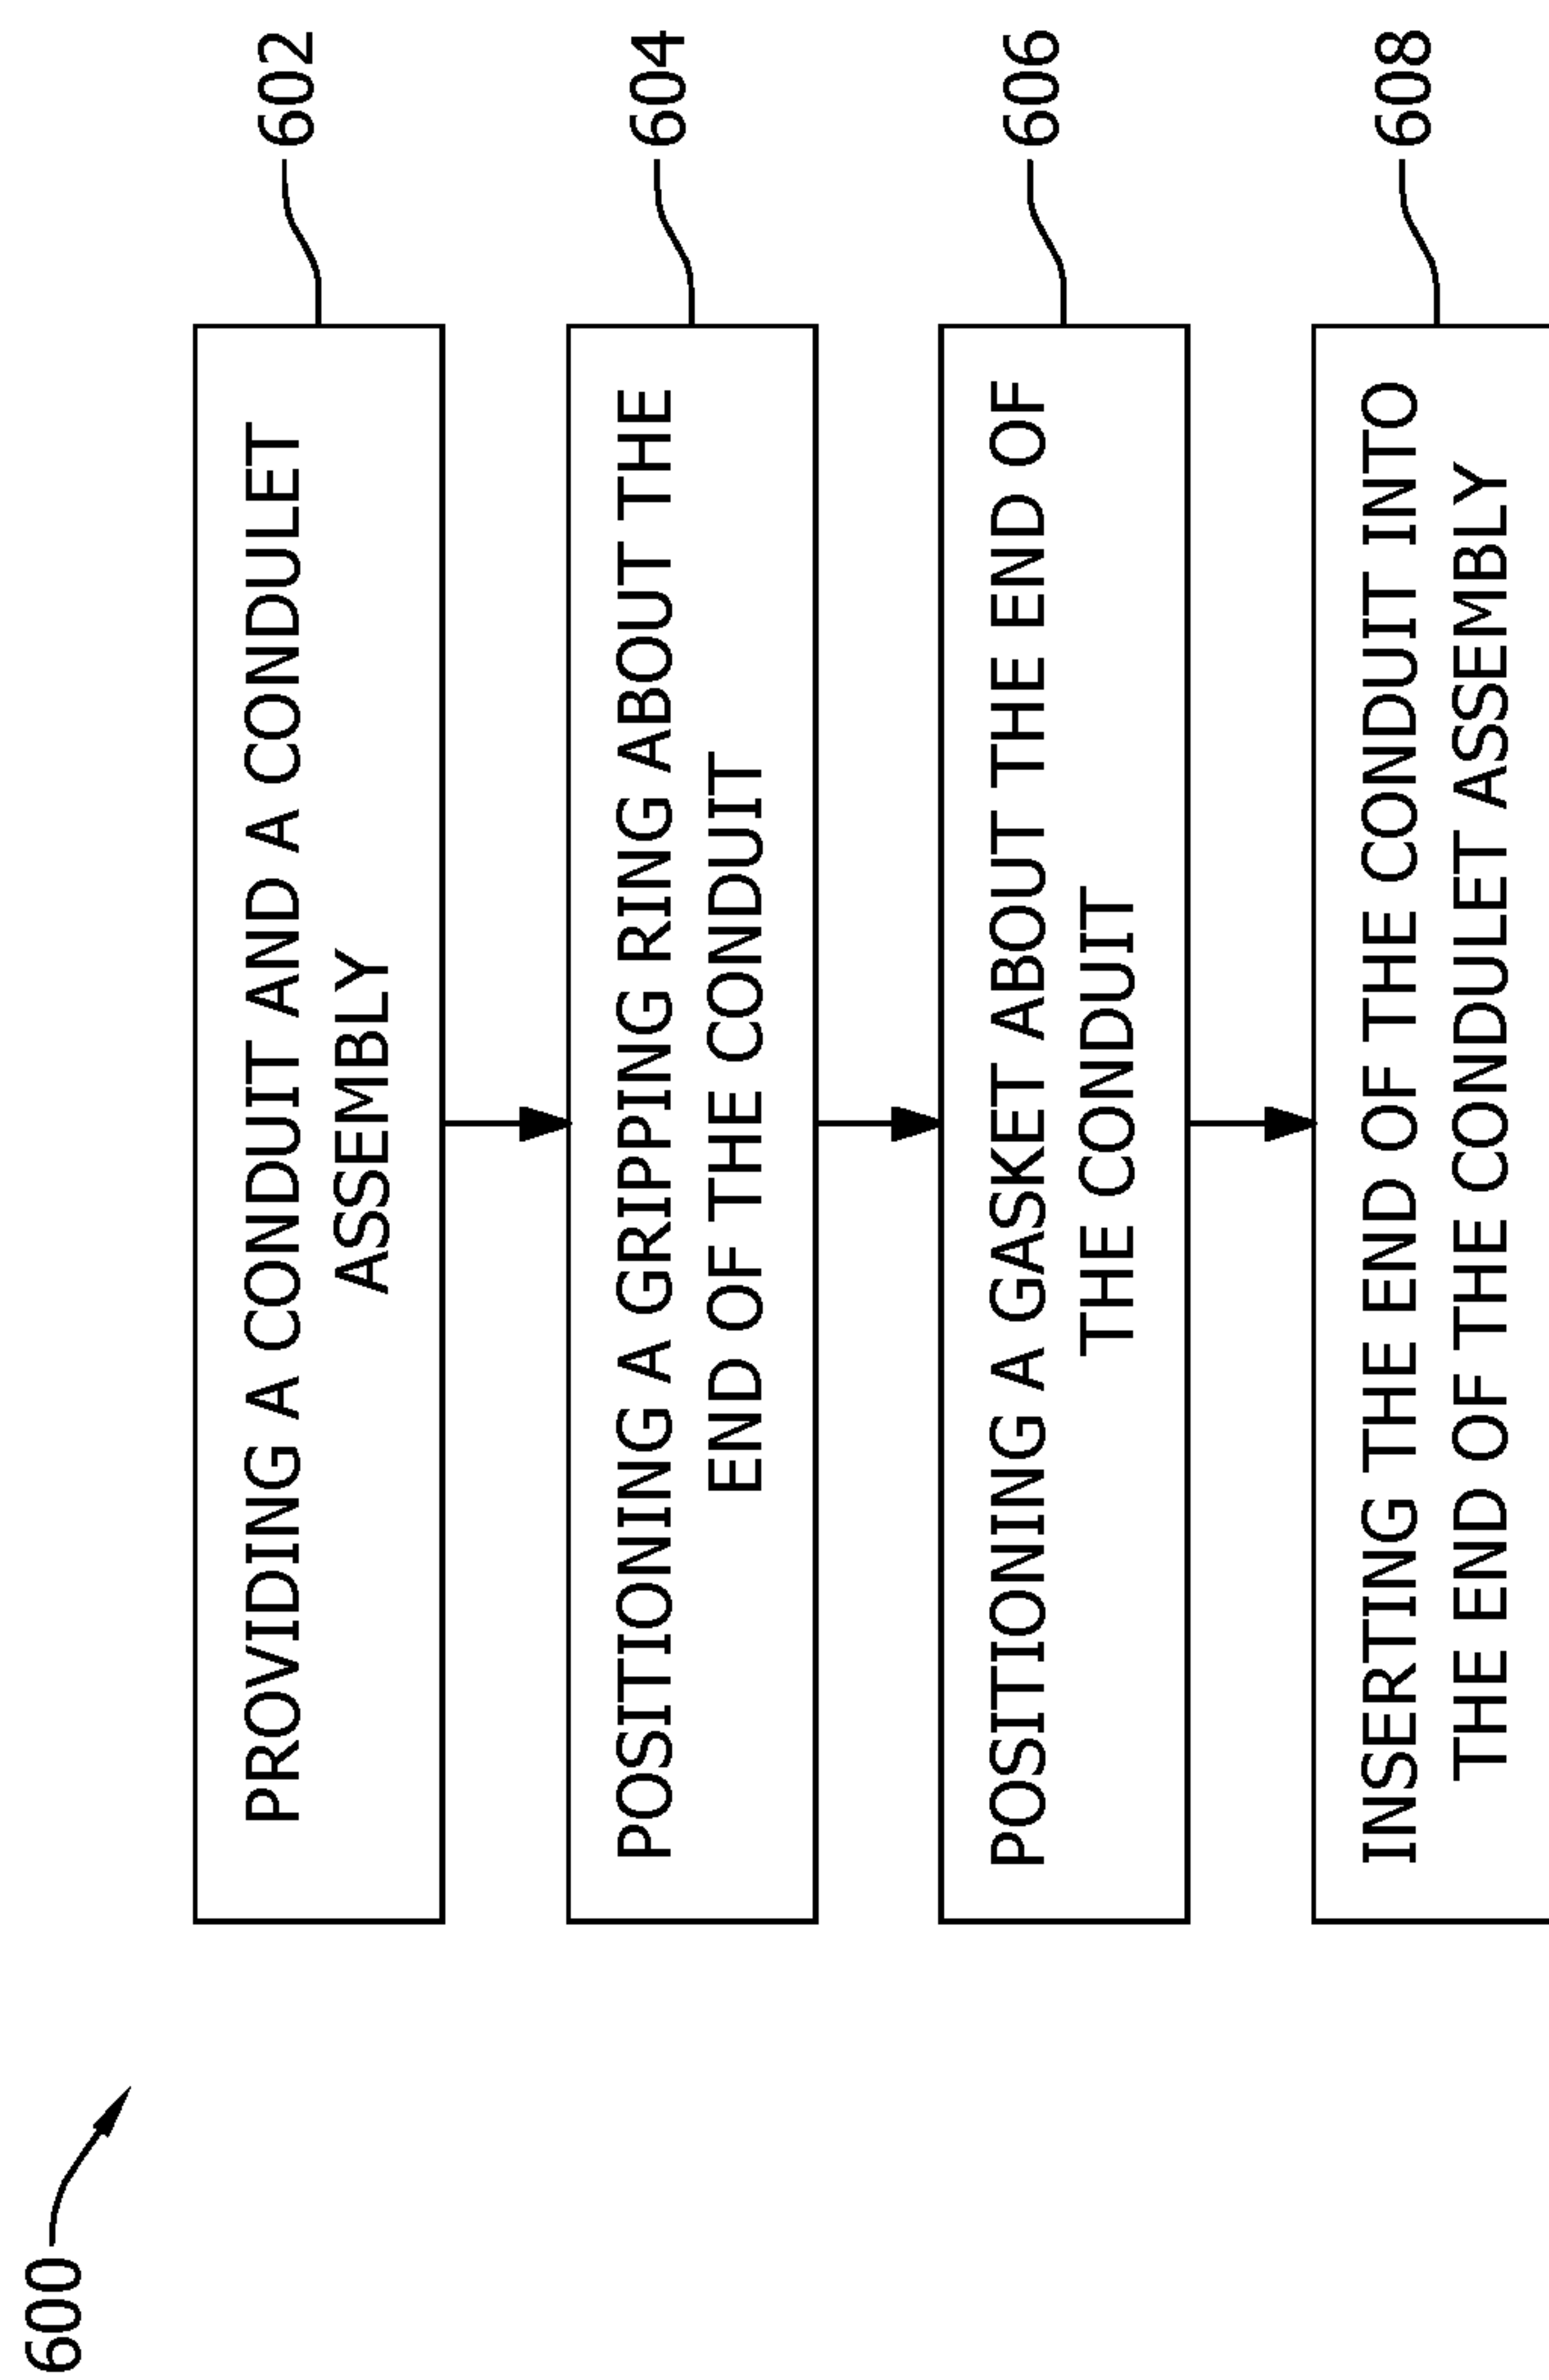 600
PROVIDING A CONDUIT AND A CONDULET
ASSEMBLY
602
POSITIONING A GRIPPING RING ABOUT THE
END OF THE CONDUIT
604
POSITIONING A GASKET ABOUT THE END OF
THE CONDUIT
606
INSERTING THE END OF THE CONDUIT INTO
THE END OF THE CONDULET ASSEMBLY
608